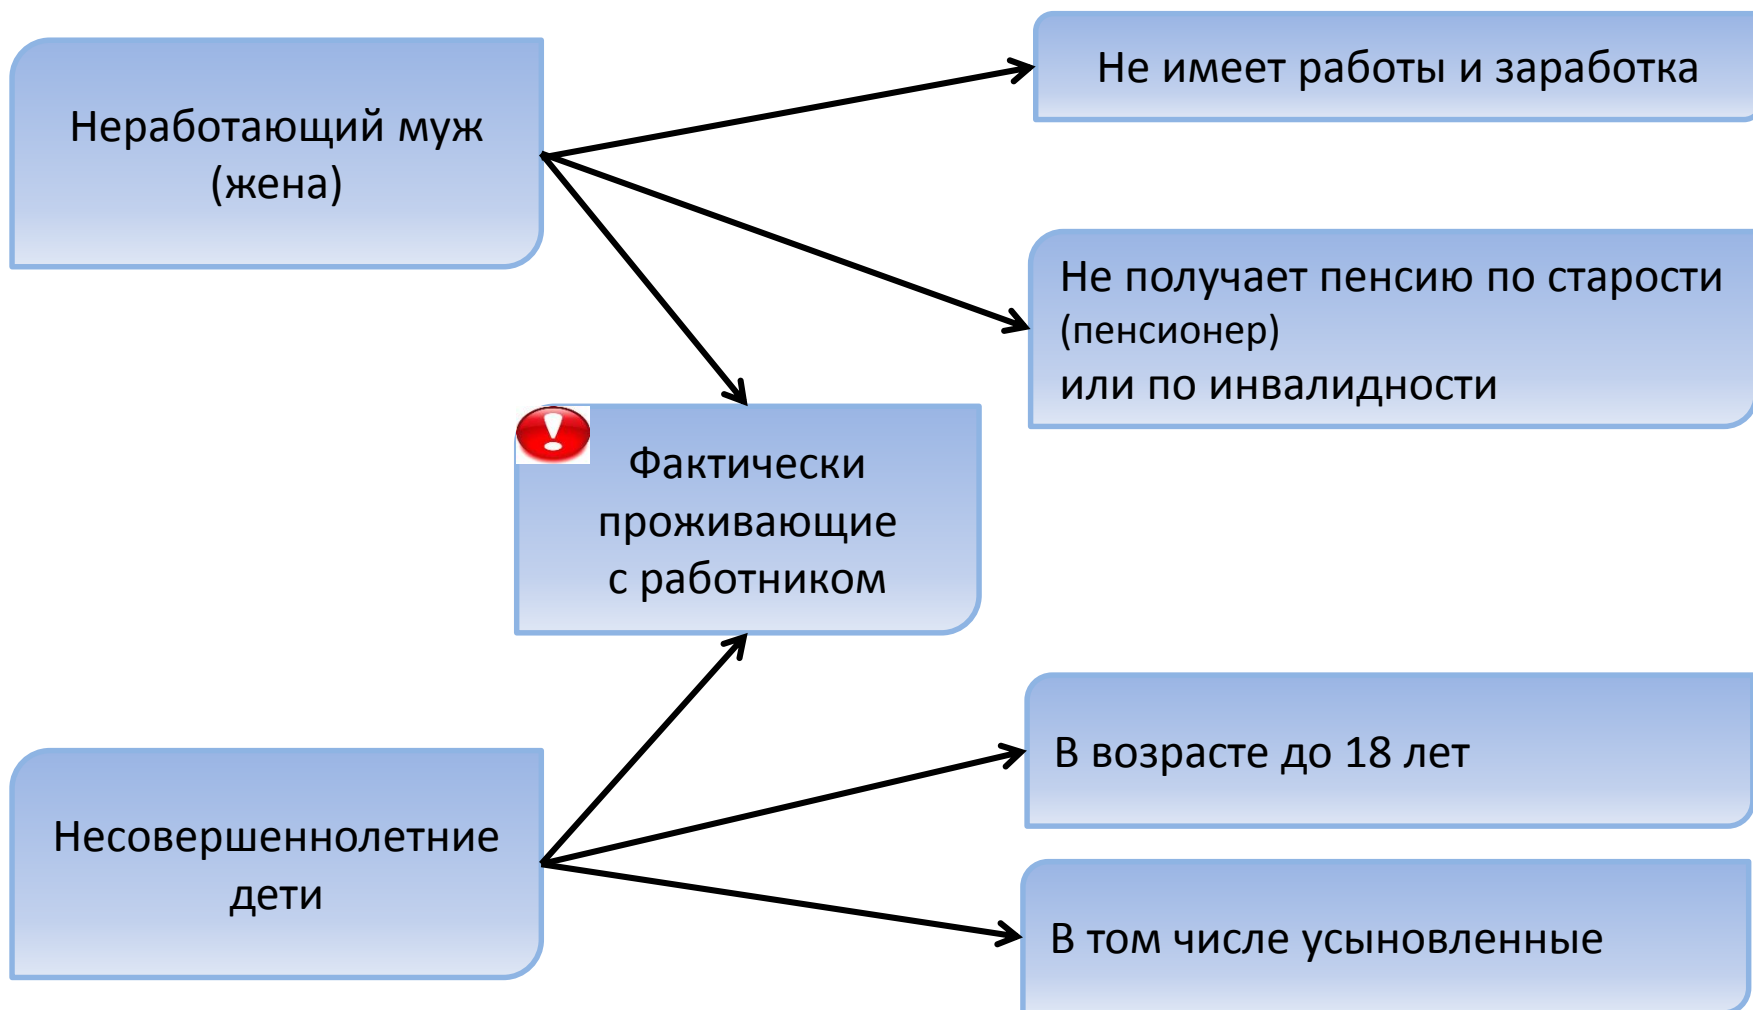 Неработающий муж
(жена)
Не имеет работы и заработка
Не получает пенсию по старости
(пенсионер)
или по инвалидности
Фактически
проживающие
с работником
Несовершеннолетние
дети
В возрасте до 18 лет
В том числе усыновленные